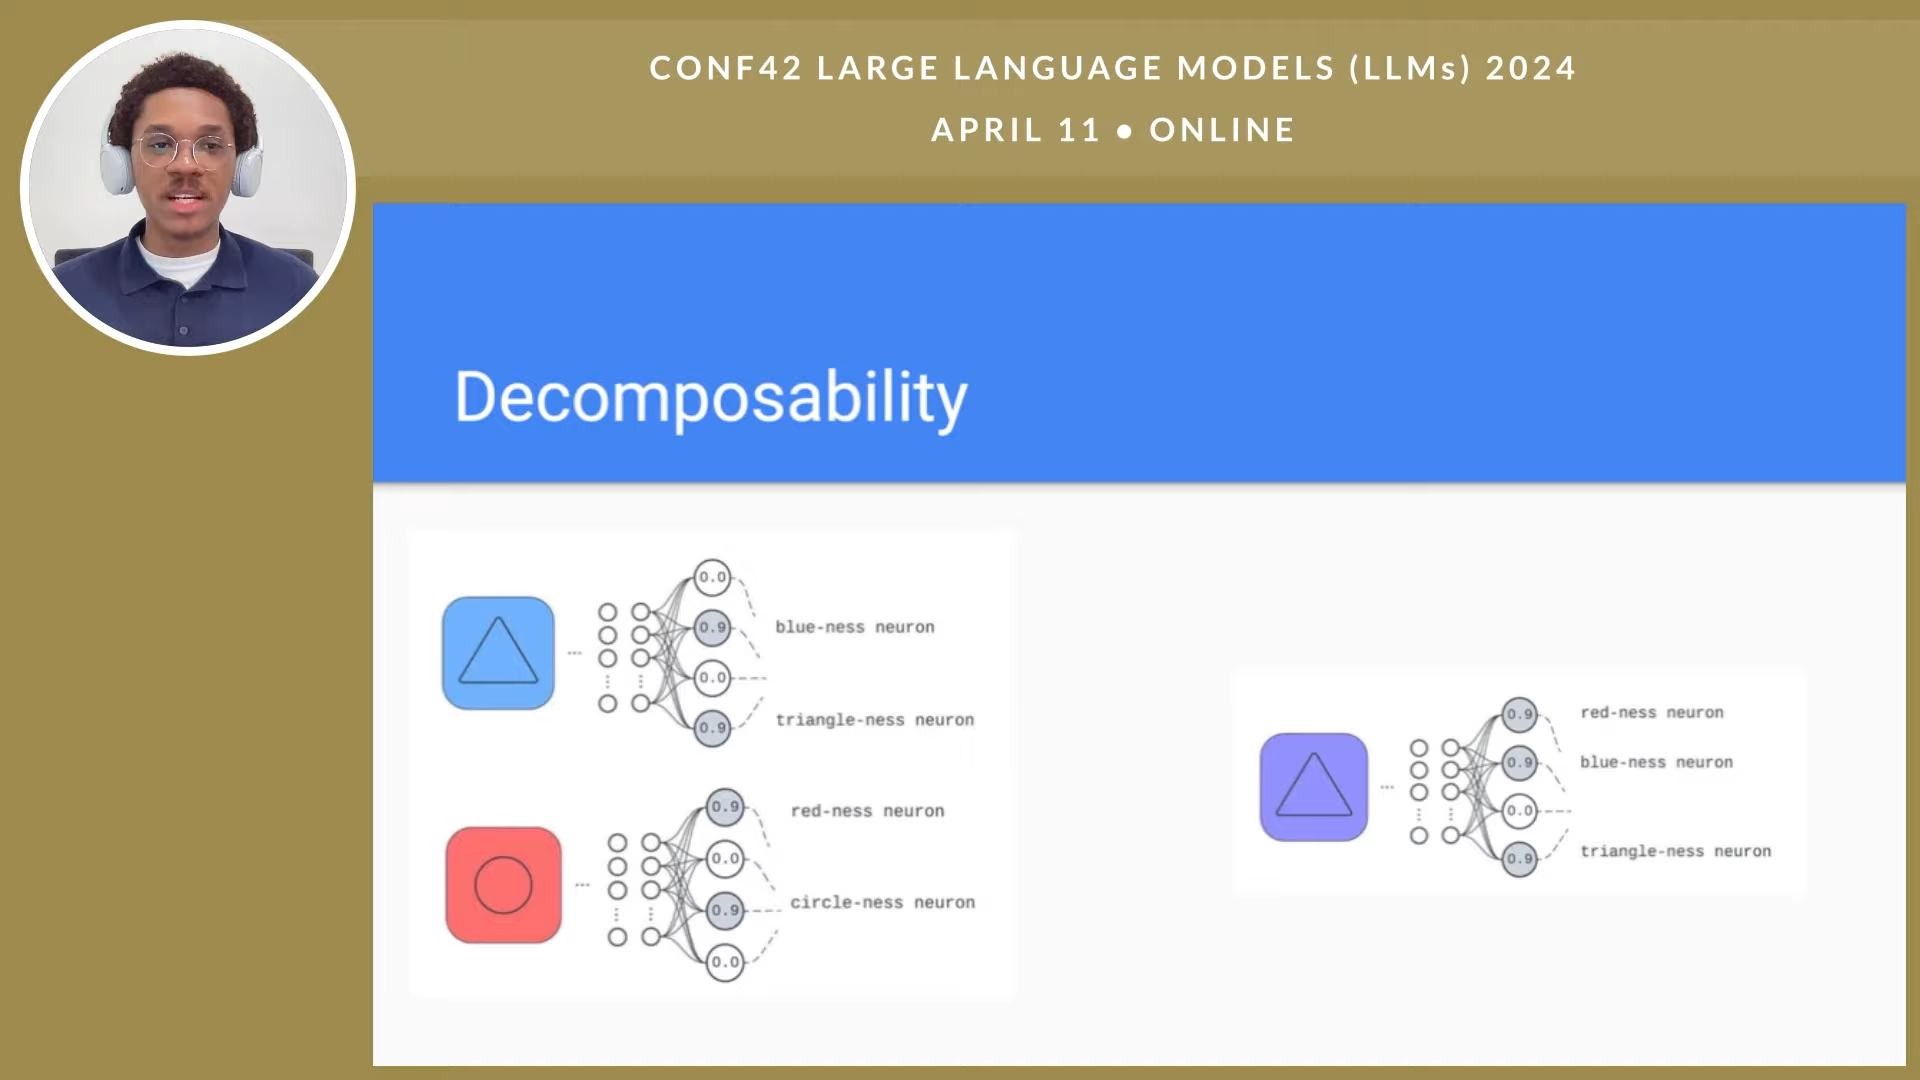 CONF42 LARGE LANGUAGE MODELS (LLMs) 2024
APRIL 11 • ONLINE
Decomposability
0.0
0.9
0.0
0.9
blue-ness neuron
triangle-ness neuron
0.9
0.0
0.9
0.0
red-ness neuron
circle-ness neuron
0.9
0.9
0.0
0.9
red-ness neuron
blue-ness neuron
triangle-ness neuron